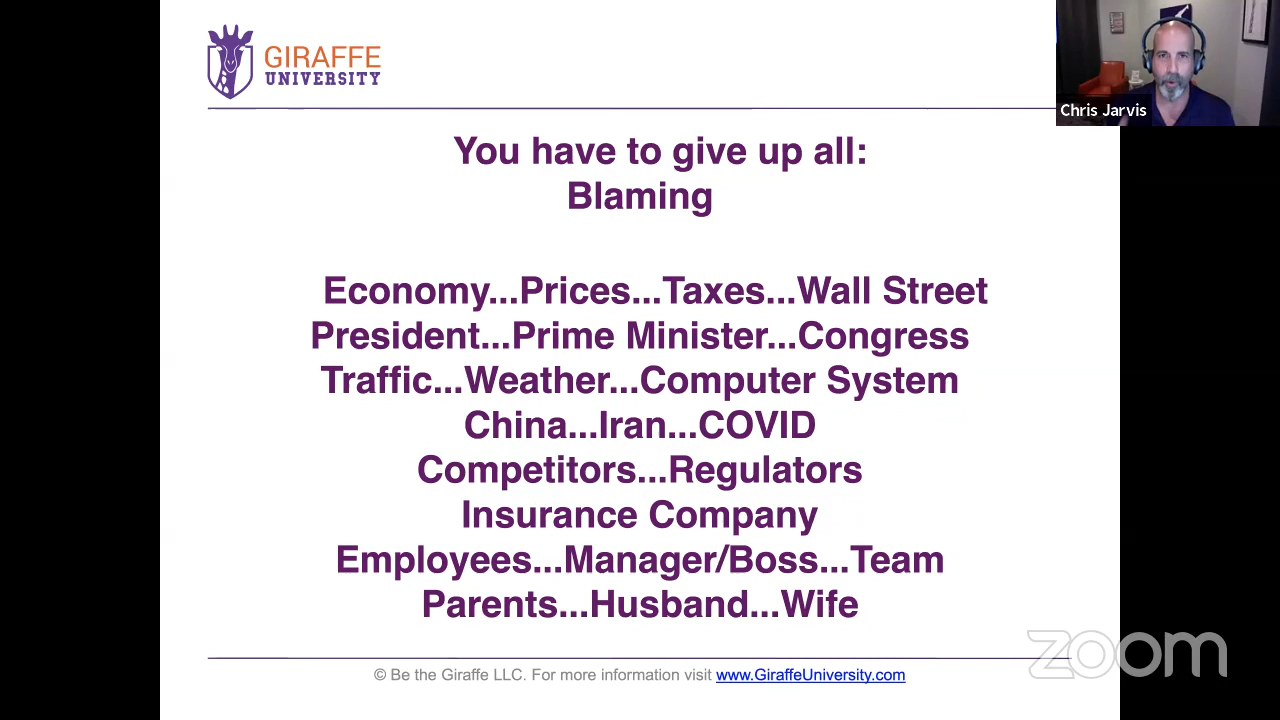 GIRAFFE
UNIVERSITY
Chris Jarvis
You have to give up all:
Blaming
Economy...Prices...Taxes...Wall Street
President...Prime Minister...Congress
Traffic...Weather...Computer System
China...Iran...COVID
Competitors...Regulators
Insurance Company
Employees...Manager/Boss...Team
Parents...Husband...Wife
zoom
© Be the Giraffe LLC. For more information visit www.GiraffeUniversity.com